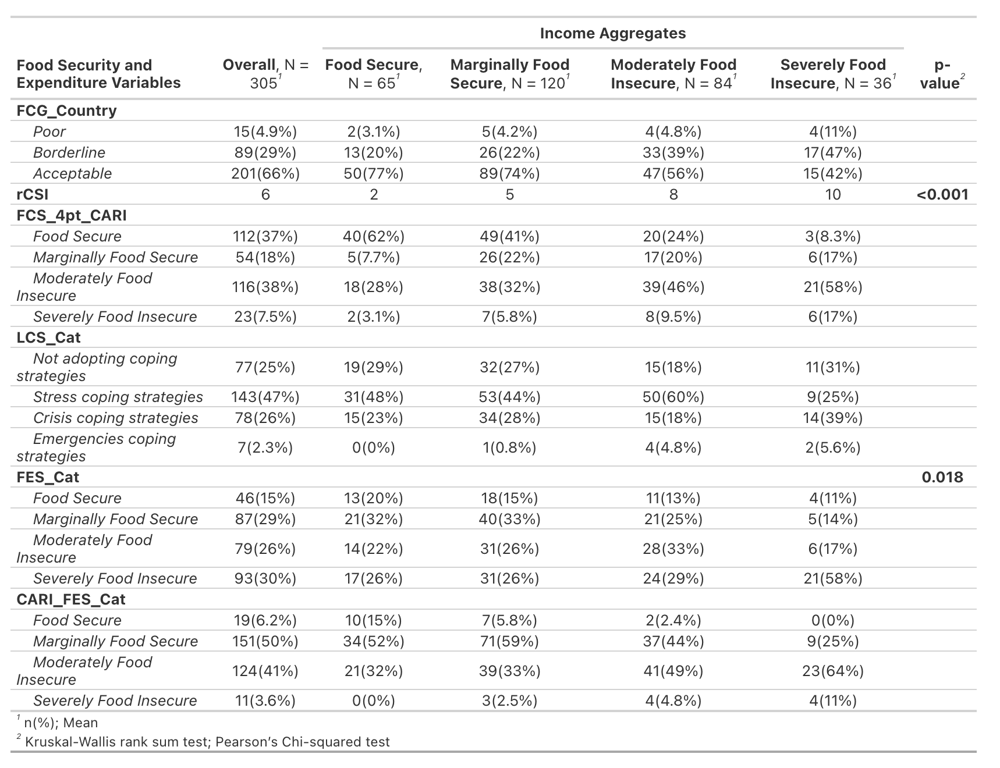 Income Aggregates
Food Security and Expenditure Variables | Overall, N = 305¹ | Food Secure, N = 65¹ | Marginally Food Secure, N = 120¹ | Moderately Food Insecure, N = 84¹ | Severely Food Insecure, N = 36¹ | p-value²
FCG_Country
Poor 15(4.9%) 2(3.1%) 5(4.2%) 4(4.8%) 4(11%)
Borderline 89(29%) 13(20%) 26(22%) 33(39%) 17(47%)
Acceptable 201(66%) 50(77%) 89(74%) 47(56%) 15(42%)
rCSI 6 2 5 8 10 <0.001
FCS_4pt_CARI
Food Secure 112(37%) 40(62%) 49(41%) 20(24%) 3(8.3%)
Marginally Food Secure 54(18%) 5(7.7%) 26(22%) 17(20%) 6(17%)
Moderately Food Insecure 116(38%) 18(28%) 38(32%) 39(46%) 21(58%)
Severely Food Insecure 23(7.5%) 2(3.1%) 7(5.8%) 8(9.5%) 6(17%)
LCS_Cat
Not adopting coping strategies 77(25%) 19(29%) 32(27%) 15(18%) 11(31%)
Stress coping strategies 143(47%) 31(48%) 53(44%) 50(60%) 9(25%)
Crisis coping strategies 78(26%) 15(23%) 34(28%) 15(18%) 14(39%)
Emergencies coping strategies 7(2.3%) 0(0%) 1(0.8%) 4(4.8%) 2(5.6%)
FES_Cat 0.018
Food Secure 46(15%) 13(20%) 18(15%) 11(13%) 4(11%)
Marginally Food Secure 87(29%) 21(32%) 40(33%) 21(25%) 5(14%)
Moderately Food Insecure 79(26%) 14(22%) 31(26%) 28(33%) 6(17%)
Severely Food Insecure 93(30%) 17(26%) 31(26%) 24(29%) 21(58%)
CARI_FES_Cat
Food Secure 19(6.2%) 10(15%) 7(5.8%) 2(2.4%) 0(0%)
Marginally Food Secure 151(50%) 34(52%) 71(59%) 37(44%) 9(25%)
Moderately Food Insecure 124(41%) 21(32%) 39(33%) 41(49%) 23(64%)
Severely Food Insecure 11(3.6%) 0(0%) 3(2.5%) 4(4.8%) 4(11%)
¹ n(%); Mean
² Kruskal-Wallis rank sum test; Pearson's Chi-squared test